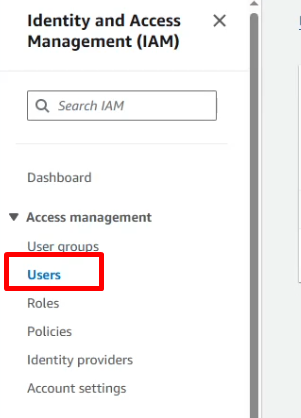 Identity and Access
Management (IAM)
Search IAM
Dashboard
Access management
User groups
Users
Roles
Policies
Identity providers
Account settings